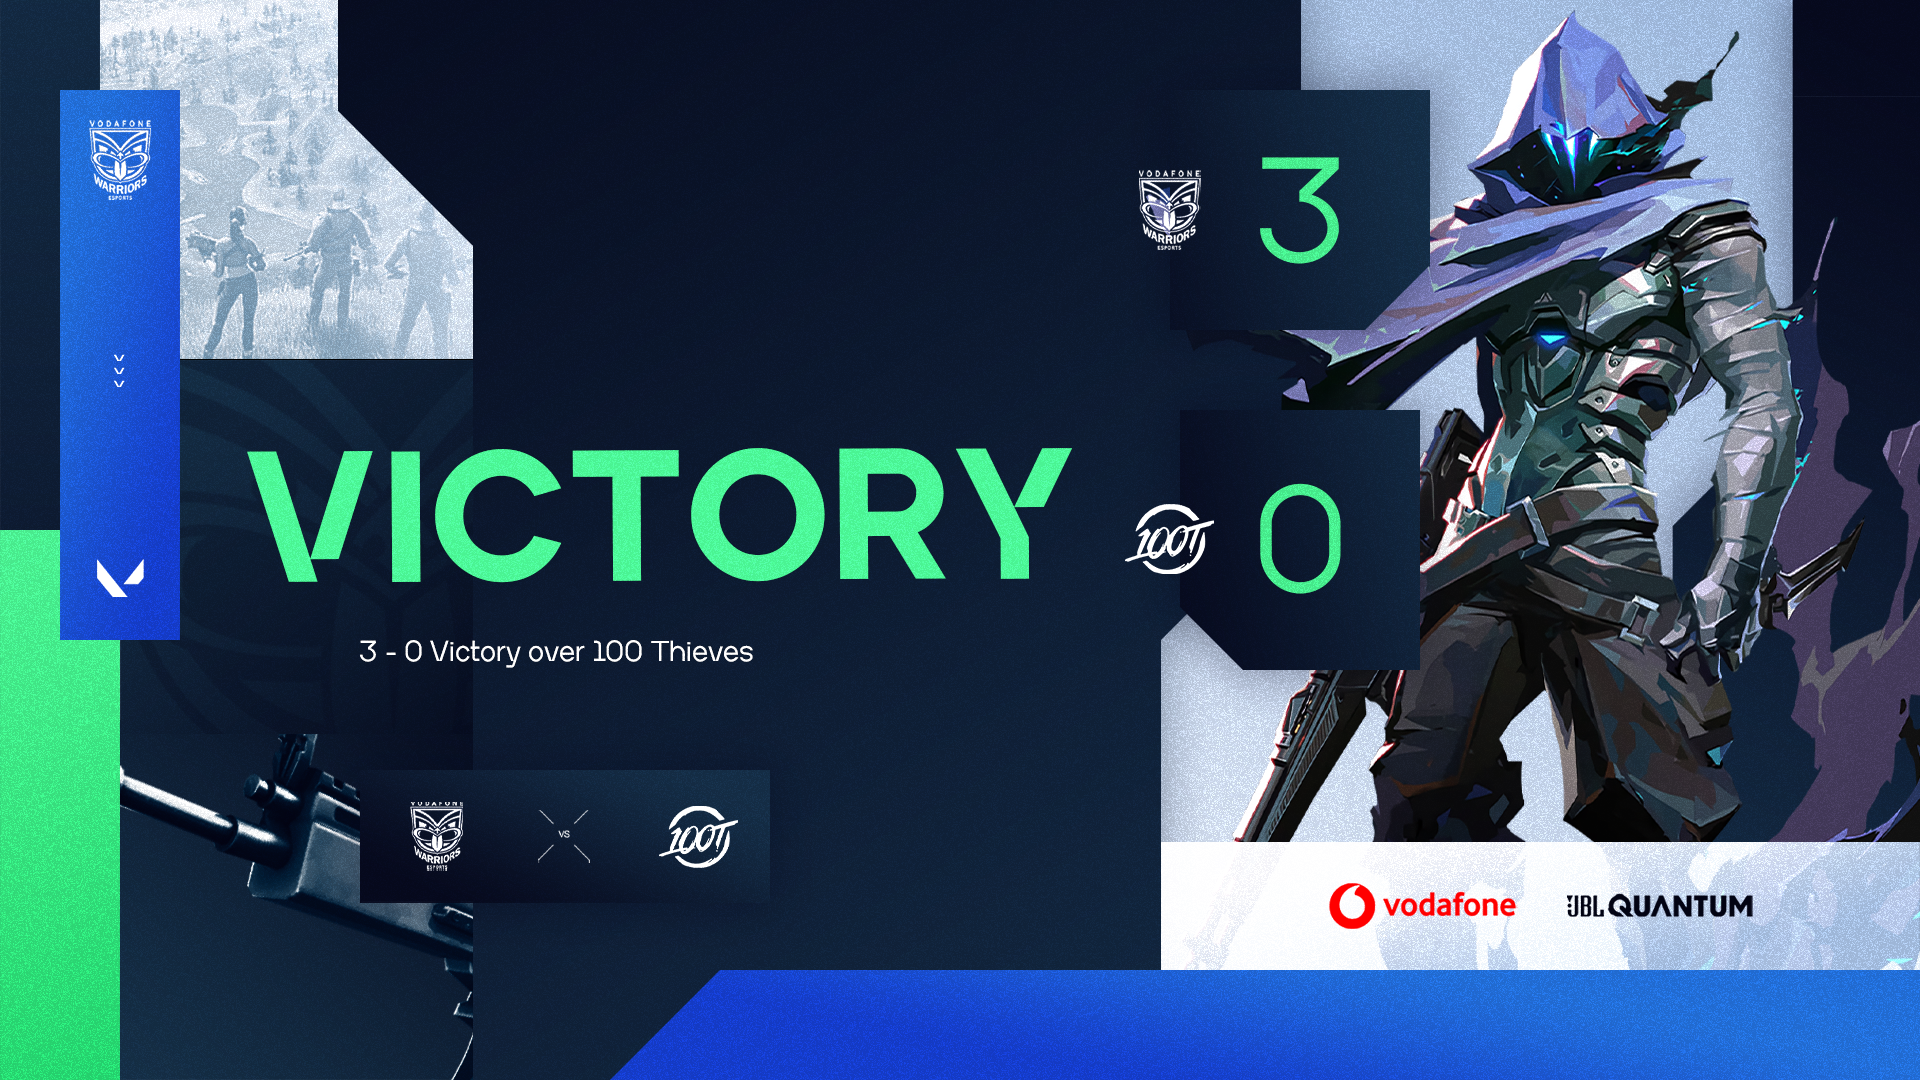 VODAFONE
WARRIORS
ESPORTS
VODAFONE
WARRIORS
ESPORTS
3
VICTORY
100T
0
3 - 0 Victory over 100 Thieves
VODAFONE
WARRIORS
ESPORTS
VS
100T
vodafone
JBL QUANTUM